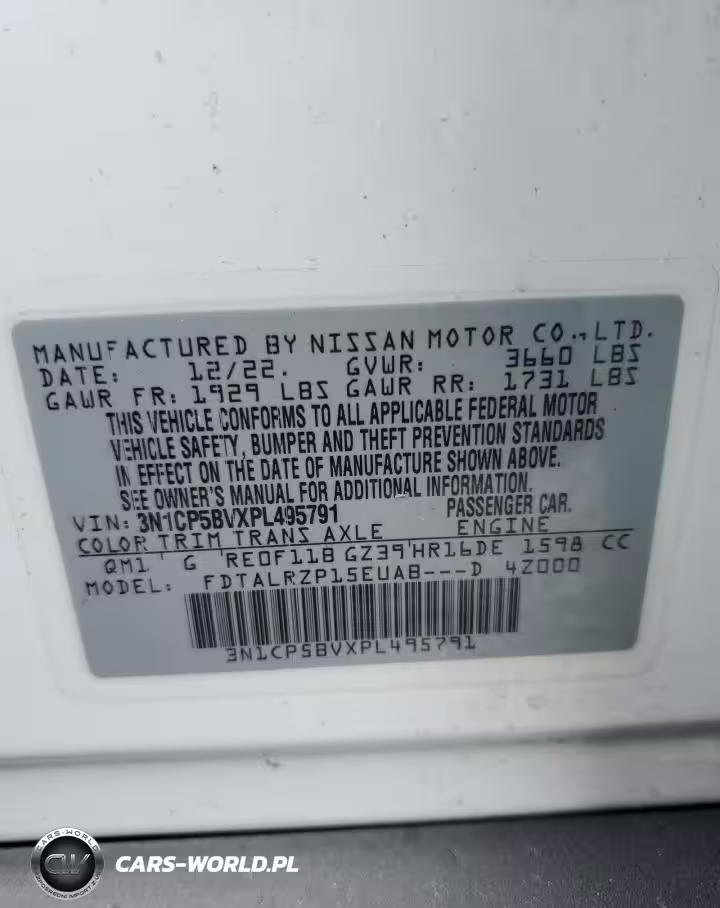 MANUFACTURED BY NISSAN MOTOR CO., LTD.
DATE: 12/22. GVWR: 3660 LBS
GAWR FR: 1929 LBS GAWR RR: 1731 LBS
THIS VEHICLE CONFORMS TO ALL APPLICABLE FEDERAL MOTOR
VEHICLE SAFETY, BUMPER AND THEFT PREVENTION STANDARDS
IN EFFECT ON THE DATE OF MANUFACTURE SHOWN ABOVE.
SEE OWNER'S MANUAL FOR ADDITIONAL INFORMATION.
VIN: 3N1CP5BVXPL495791 PASSENGER CAR.
COLOR TRIM TRANS AXLE ENGINE
QM1 G RE0F11B GZ39 HR16DE 1598 CC
MODEL: FDTALRZP15EUAB---D 4Z000
3N1CP5BVXPL495791
CARS-WORLD
CW
CARS-WORLD.PL